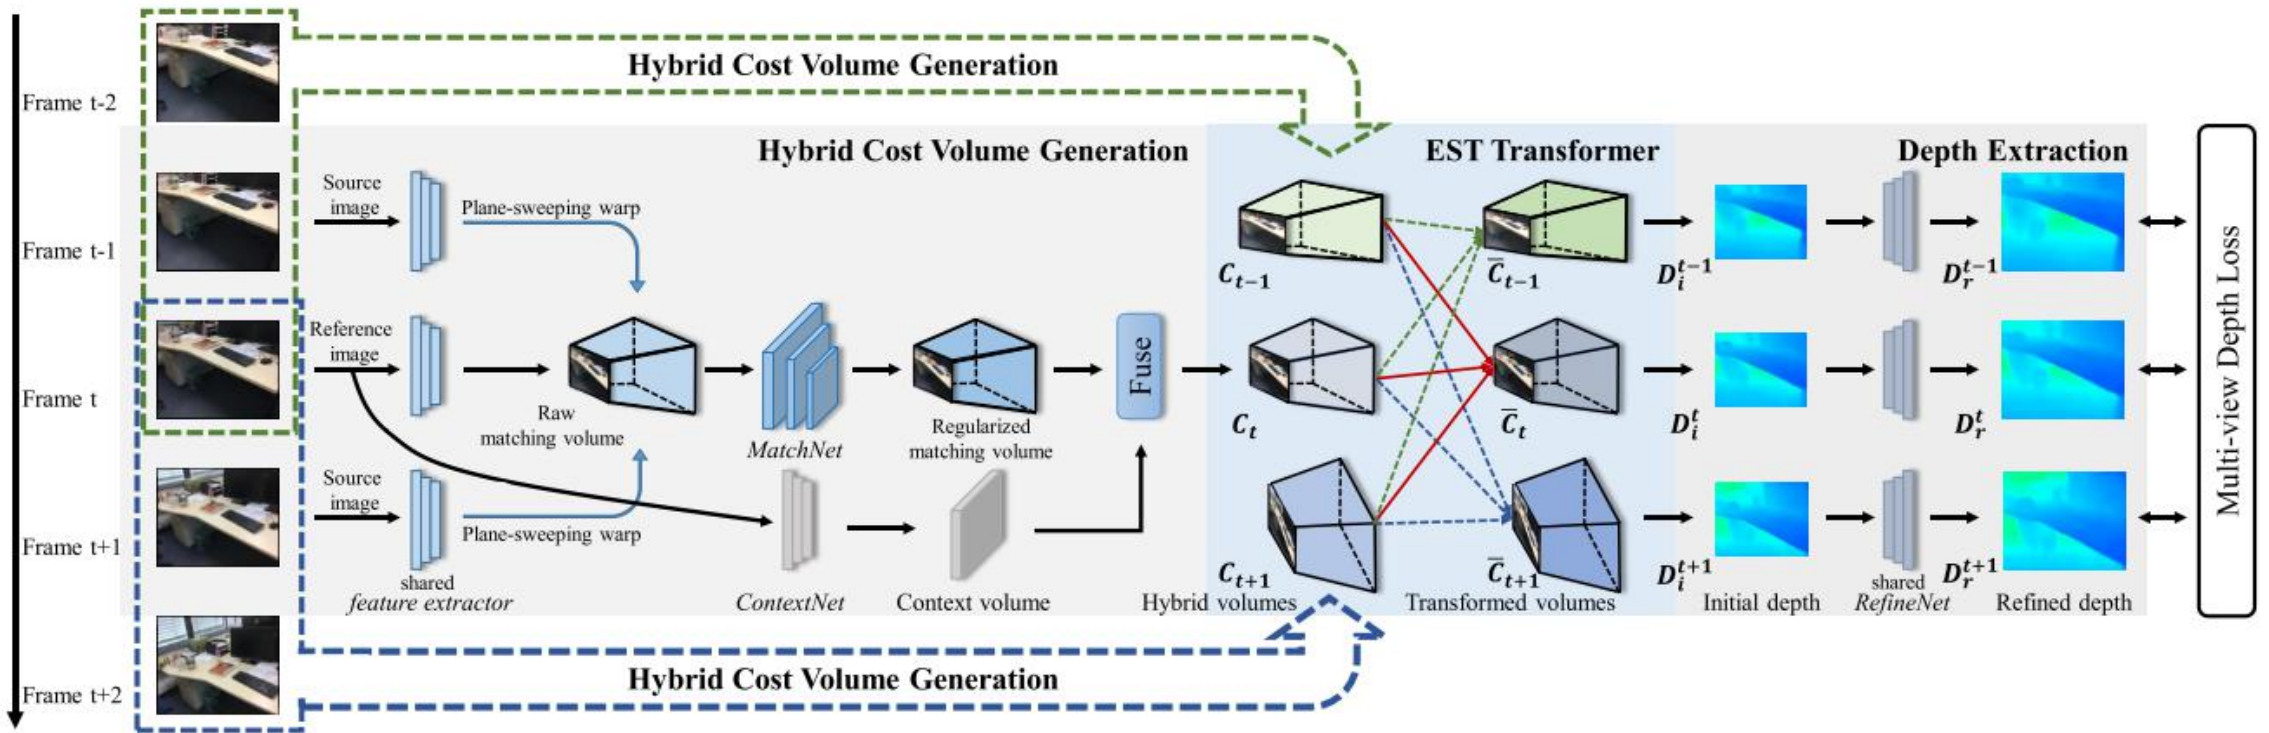 Hybrid Cost Volume Generation
Frame t-2
Hybrid Cost Volume Generation
EST Transformer
Depth Extraction
Source
image
Plane-sweeping warp
Frame t-1
C_{t-1}
\bar{C}_{t-1}
D_i^{t-1}
D_r^{t-1}
Reference
image
Fuse
Multi-view Depth Loss
Frame t
Raw
matching volume
MatchNet
Regularized
matching volume
C_t
\bar{C}_t
D_i^t
D_r^t
Source
image
Plane-sweeping warp
Frame t+1
C_{t+1}
\bar{C}_{t+1}
D_i^{t+1}
D_r^{t+1}
shared
feature extractor
ContextNet
Context volume
Hybrid volumes
Transformed volumes
Initial depth
shared
RefineNet
Refined depth
Hybrid Cost Volume Generation
Frame t+2